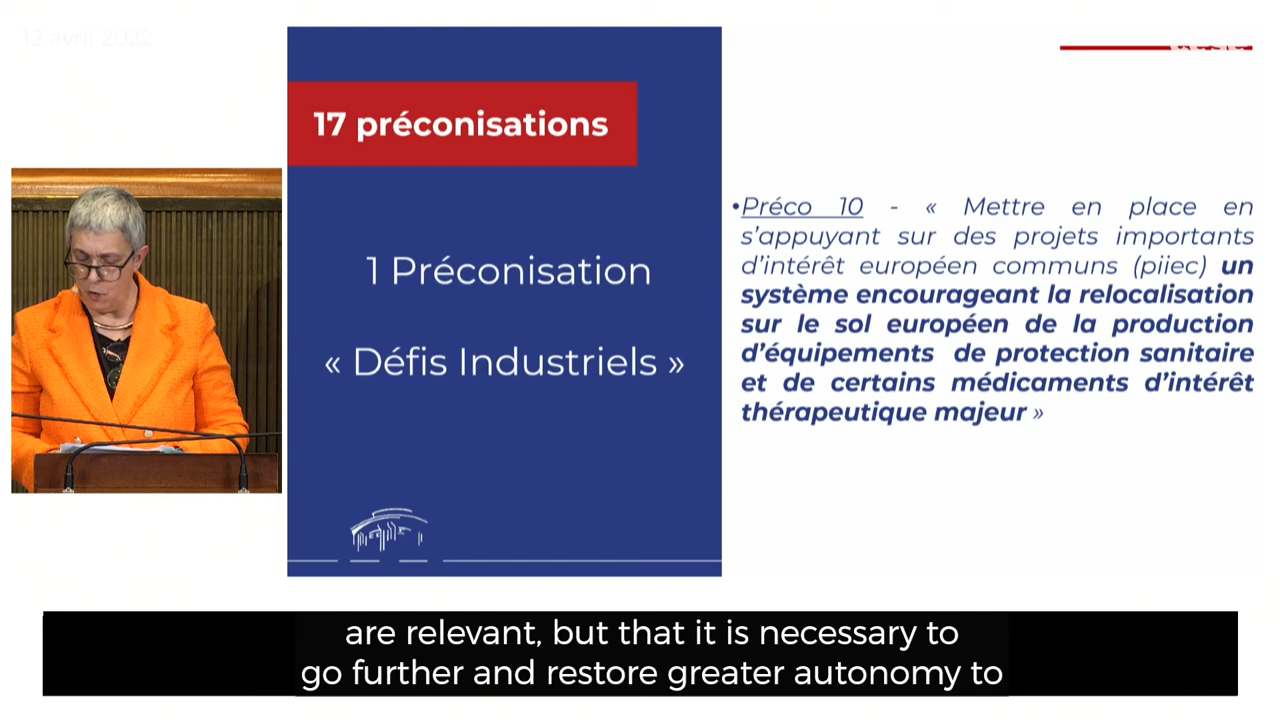 12 avril 2022
17 préconisations
1 Préconisation
« Défis Industriels »
•Préco 10 - « Mettre en place en
s’appuyant sur des projets importants
d’intérêt européen communs (piiec) un
système encourageant la relocalisation
sur le sol européen de la production
d’équipements de protection sanitaire
et de certains médicaments d’intérêt
thérapeutique majeur »
are relevant, but that it is necessary to
go further and restore greater autonomy to